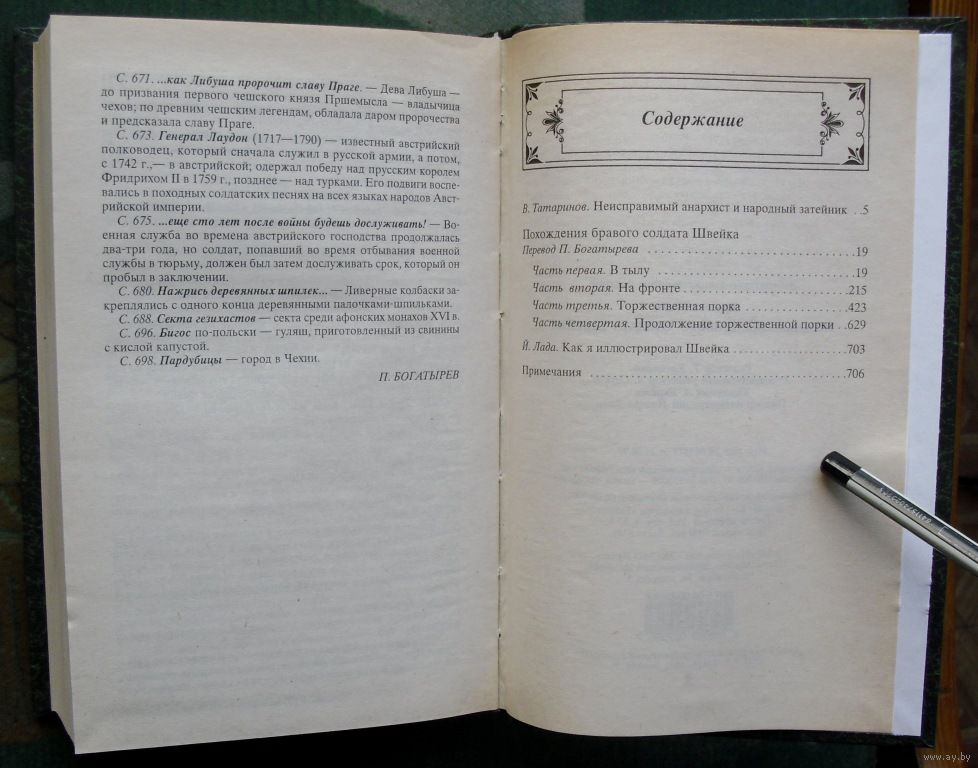 С. 671. ...как Либуша пророчит славу Праге. — Дева Либуша —
до призвания первого чешского князя Пршемысла — владычица
чехов; по древним чешским легендам, обладала даром пророчества
и предсказала славу Праге.
С. 673. Генерал Лаудон (1717—1790) — известный австрийский
полководец, который сначала служил в русской армии, а потом,
с 1742 г.,— в австрийской; одержал победу над прусским королем
Фридрихом II в 1759 г., позднее — над турками. Его подвиги воспе-
вались в походных солдатских песнях на всех языках народов Авст-
рийской империи.
С. 675. ...еще сто лет после войны будешь дослуживать! — Во-
енная служба во времена австрийского господства продолжалась
два-три года, но солдат, попавший во время отбывания военной
службы в тюрьму, должен был затем дослуживать срок, который он
пробыл в заключении.
С. 680. Нажрись деревянных шпилек... — Ливерные колбаски за-
креплялись с одного конца деревянными палочками-шпильками.
С. 688. Секта гезихастов — секта среди афонских монахов XVI в.
С. 696. Бигос по-польски — гуляш, приготовленный из свинины
с кислой капустой.
С. 698. Пардубицы — город в Чехии.
П. БОГАТЫРЕВ
Содержание
В. Татаринов. Неисправимый анархист и народный затейник ..5
Похождения бравого солдата Швейка
Перевод П. Богатырева ..........19
Часть первая. В тылу ..........19
Часть вторая. На фронте ..........215
Часть третья. Торжественная порка ..........423
Часть четвертая. Продолжение торжественной порки ..629
Й. Лада. Как я иллюстрировал Швейка ..........703
Примечания ..........706
www.ay.by